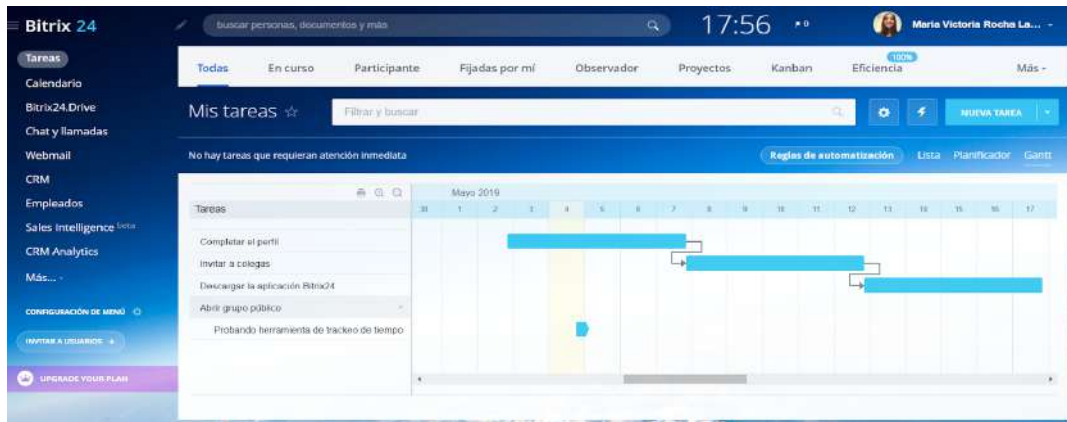 Bitrix 24
buscar personas, documentos y más
17:56
0
Maria Victoria Rocha La...
Tareas
Calendario
Bitrix24.Drive
Chat y llamadas
Webmail
CRM
Empleados
Sales Intelligence beta
CRM Analytics
Más...
CONFIGURACIÓN DE MENÚ
INVITAR A USUARIOS +
UPGRADE YOUR PLAN
Todas En curso Participante Fijadas por mí Observador Proyectos Kanban Eficiencia 100% Más
Mis tareas
Filtrar y buscar
NUEVA TAREA
No hay tareas que requieran atención inmediata
Reglas de automatización Lista Planificador Gantt
Mayo 2019
Tareas
30 1 2 3 4 5 6 7 8 9 10 11 12 13 14 15 16 17
Completar el perfil
Invitar a colegas
Descargar la aplicación Bitrix24
Abrir grupo público
Probando herramienta de trackeo de tiempo